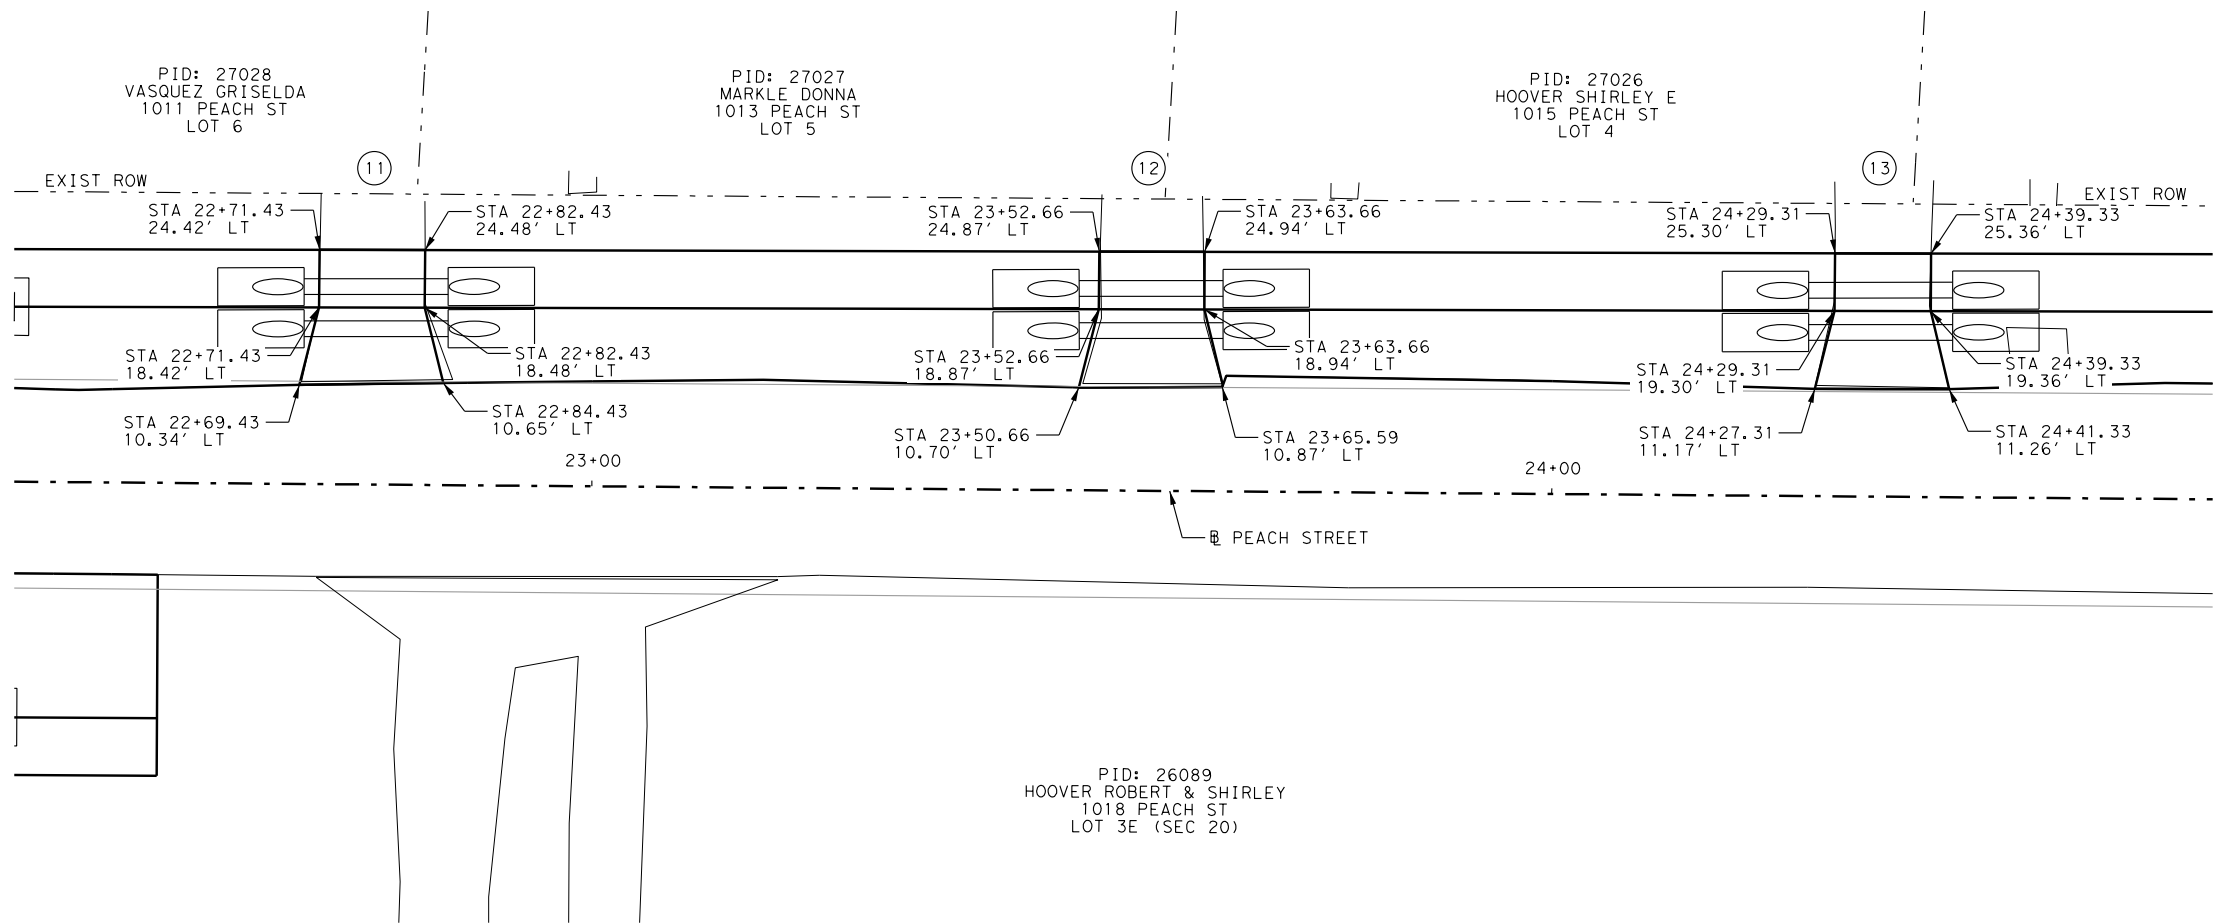 PID: 27028
VASQUEZ GRISELDA
1011 PEACH ST
LOT 6
PID: 27027
MARKLE DONNA
1013 PEACH ST
LOT 5
PID: 27026
HOOVER SHIRLEY E
1015 PEACH ST
LOT 4
11
12
13
EXIST ROW
EXIST ROW
STA 22+71.43
24.42' LT
STA 22+82.43
24.48' LT
STA 23+52.66
24.87' LT
STA 23+63.66
24.94' LT
STA 24+29.31
25.30' LT
STA 24+39.33
25.36' LT
STA 22+71.43
18.42' LT
STA 22+82.43
18.48' LT
STA 23+52.66
18.87' LT
STA 23+63.66
18.94' LT
STA 24+29.31
19.30' LT
STA 24+39.33
19.36' LT
STA 22+69.43
10.34' LT
STA 22+84.43
10.65' LT
STA 23+50.66
10.70' LT
STA 23+65.59
10.87' LT
STA 24+27.31
11.17' LT
STA 24+41.33
11.26' LT
23+00
24+00
BL PEACH STREET
PID: 26089
HOOVER ROBERT & SHIRLEY
1018 PEACH ST
LOT 3E (SEC 20)